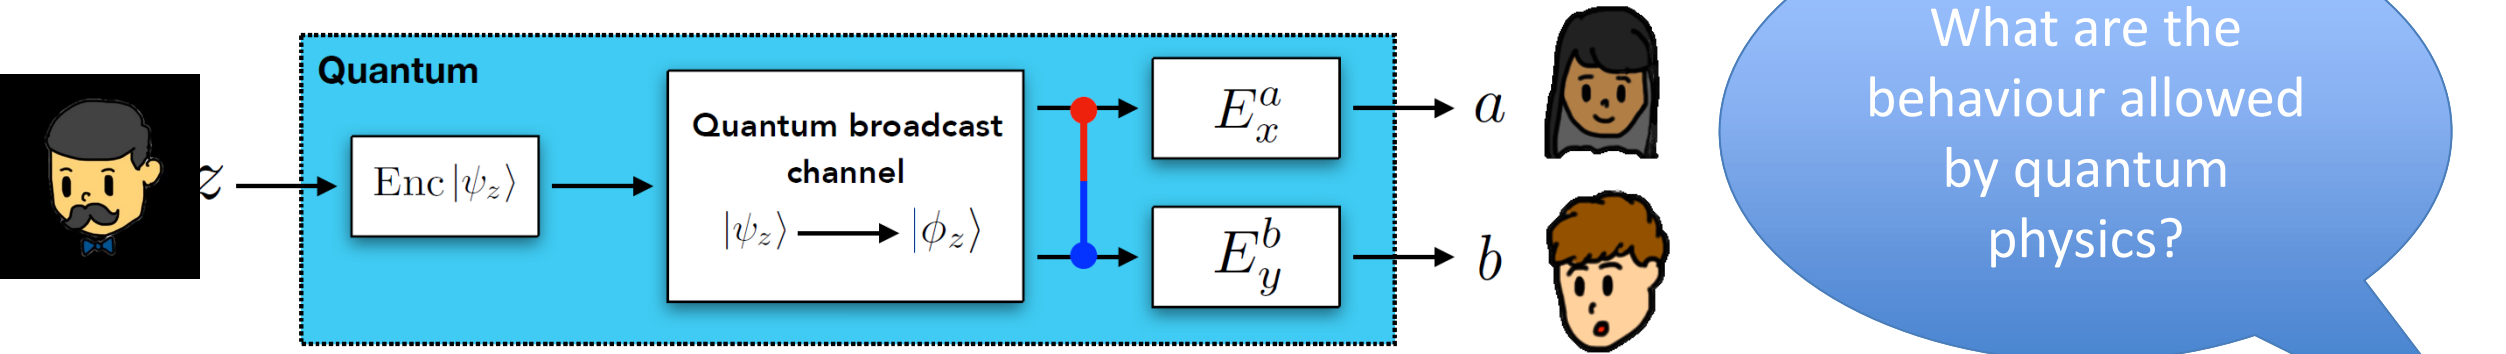 Quantum
z
Enc |ψ_z⟩
Quantum broadcast
channel
|ψ_z⟩ ⟶ |ϕ_z⟩
E_x^a
a
E_y^b
b
What are the
behaviour allowed
by quantum
physics?